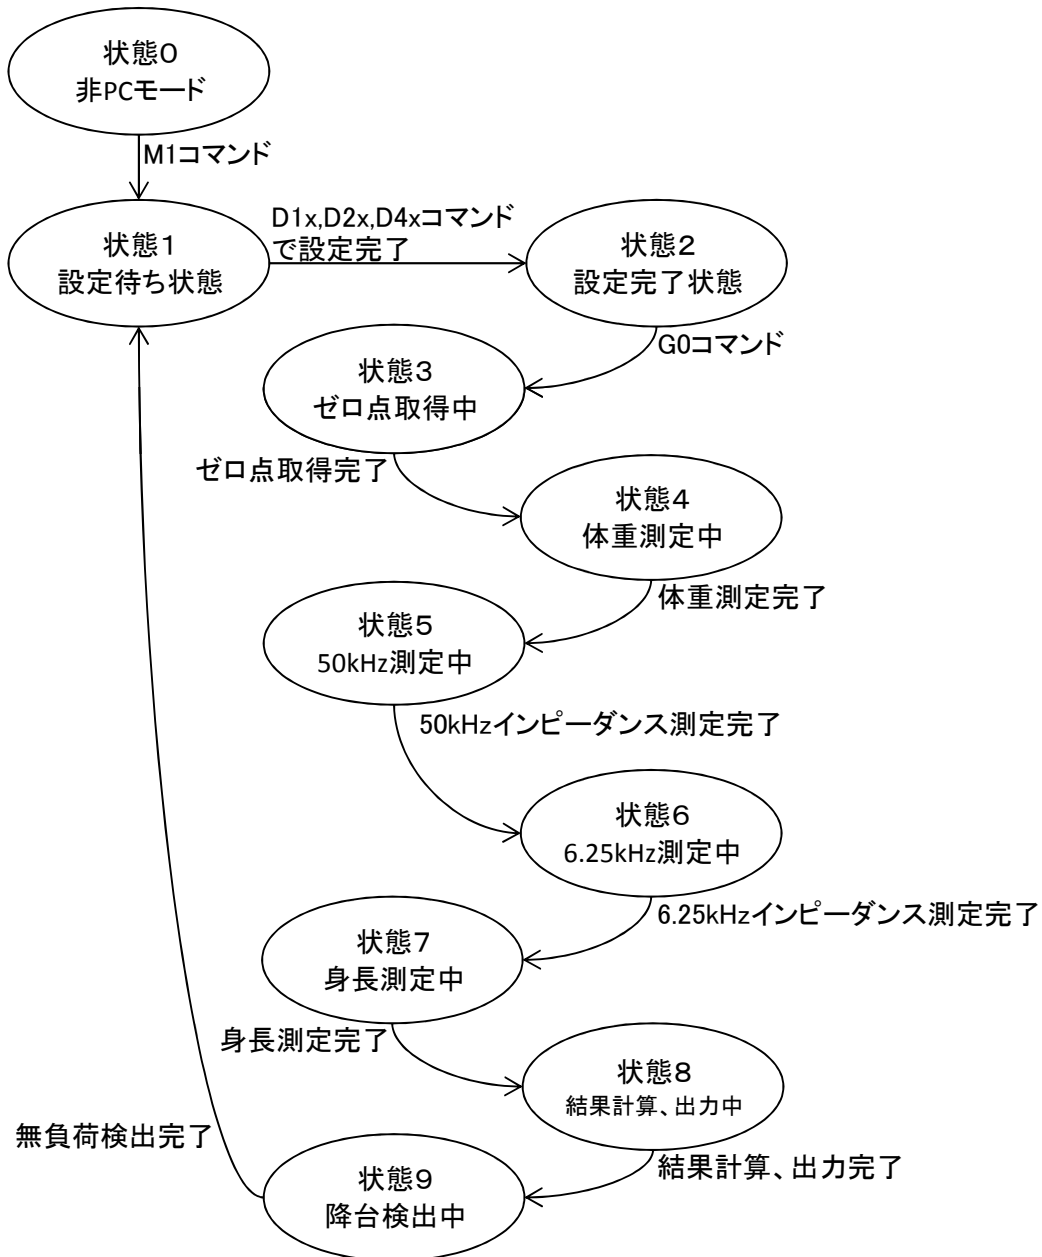 状態0
非PCモード
M1コマンド
状態1
設定待ち状態
D1x,D2x,D4xコマンド
で設定完了
状態2
設定完了状態
G0コマンド
状態3
ゼロ点取得中
ゼロ点取得完了
状態4
体重測定中
体重測定完了
状態5
50kHz測定中
50kHzインピーダンス測定完了
状態6
6.25kHz測定中
6.25kHzインピーダンス測定完了
状態7
身長測定中
身長測定完了
状態8
結果計算、出力中
結果計算、出力完了
無負荷検出完了
状態9
降台検出中